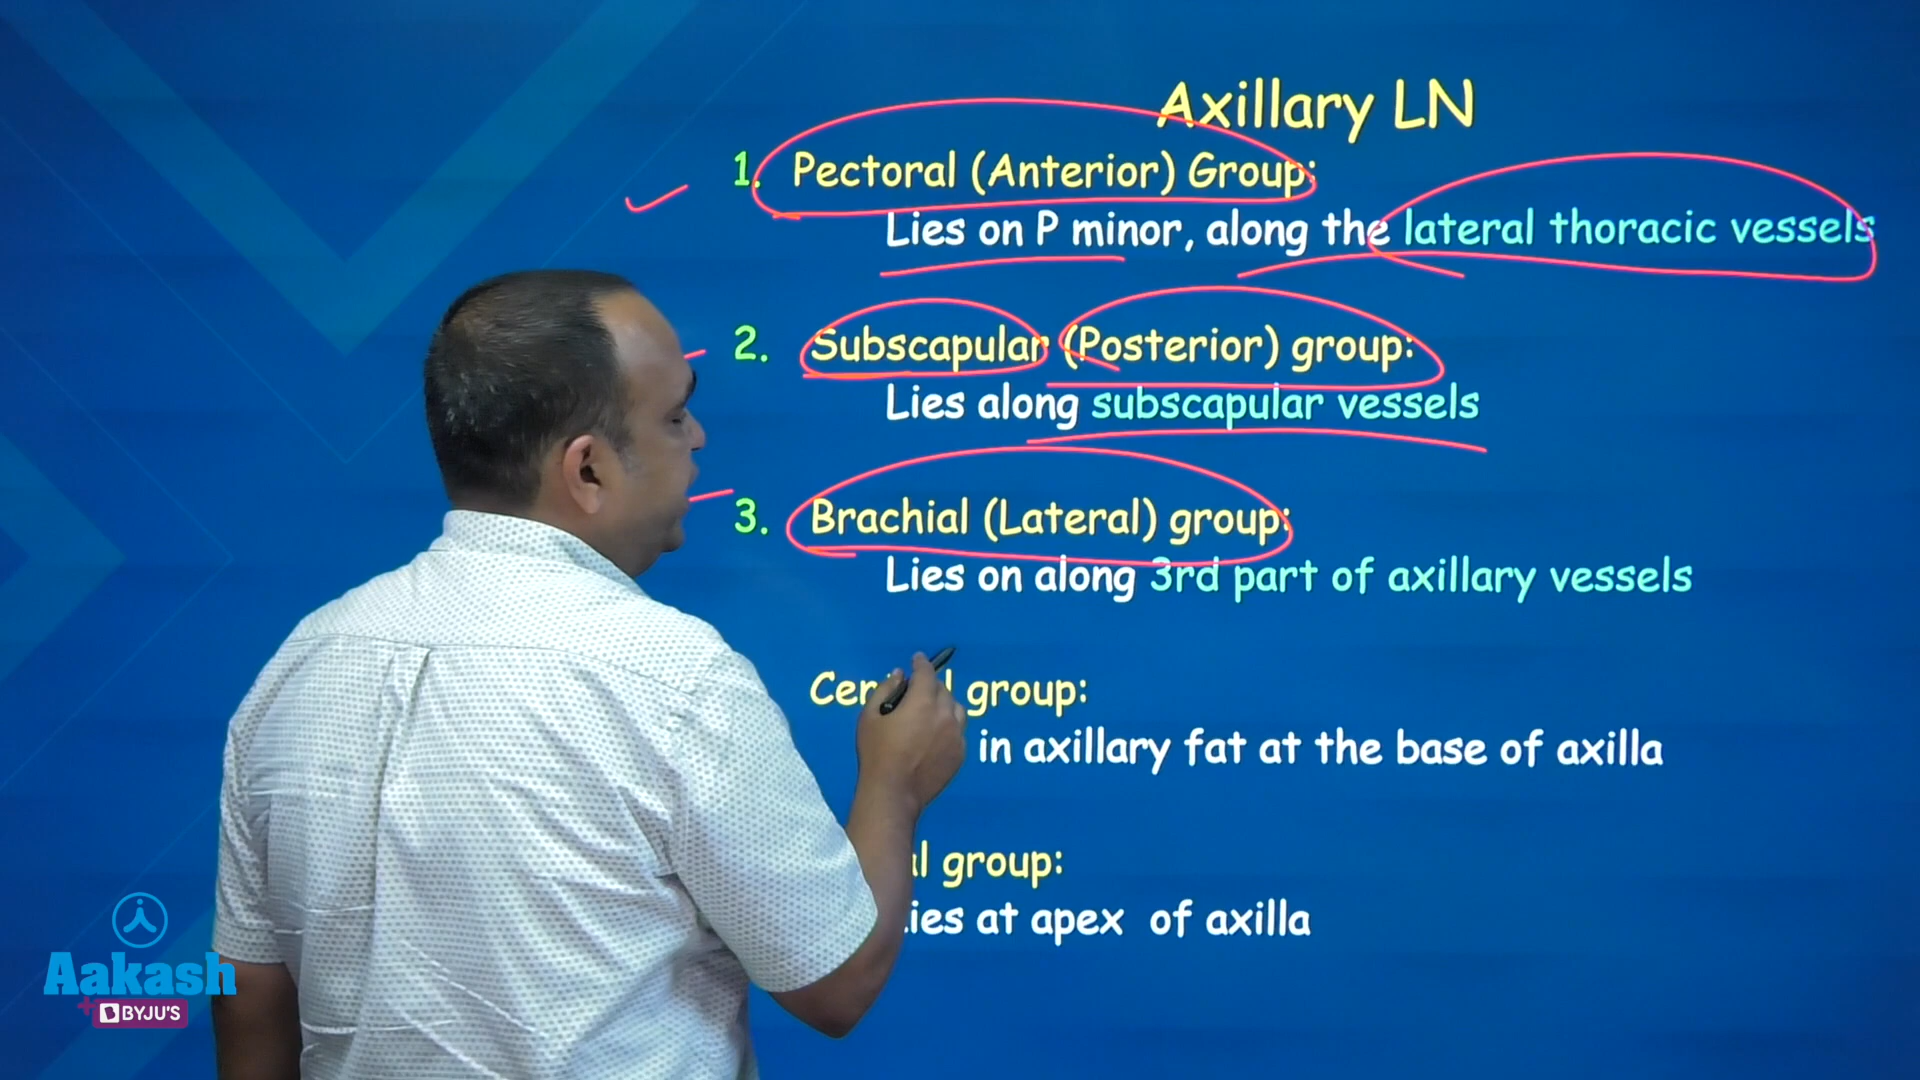 Axillary LN
1. Pectoral (Anterior) Group:
Lies on P minor, along the lateral thoracic vessels
2. Subscapular (Posterior) group:
Lies along subscapular vessels
3. Brachial (Lateral) group:
Lies on along 3rd part of axillary vessels
group:
in axillary fat at the base of axilla
group:
at apex of axilla
Aakash
BYJU'S